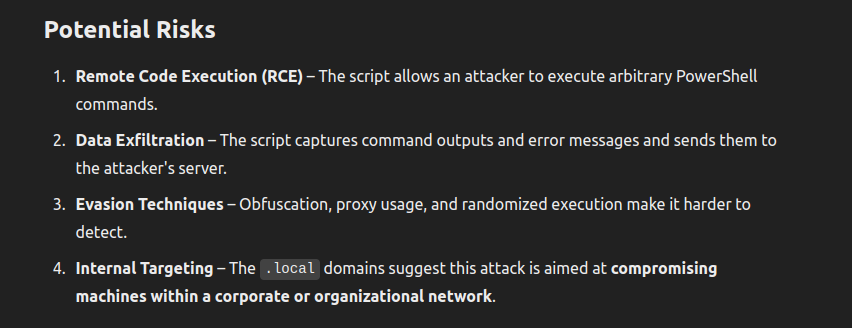 Potential Risks
1. Remote Code Execution (RCE) – The script allows an attacker to execute arbitrary PowerShell
commands.
2. Data Exfiltration – The script captures command outputs and error messages and sends them to
the attacker's server.
3. Evasion Techniques – Obfuscation, proxy usage, and randomized execution make it harder to
detect.
4. Internal Targeting – The .local domains suggest this attack is aimed at compromising
machines within a corporate or organizational network.